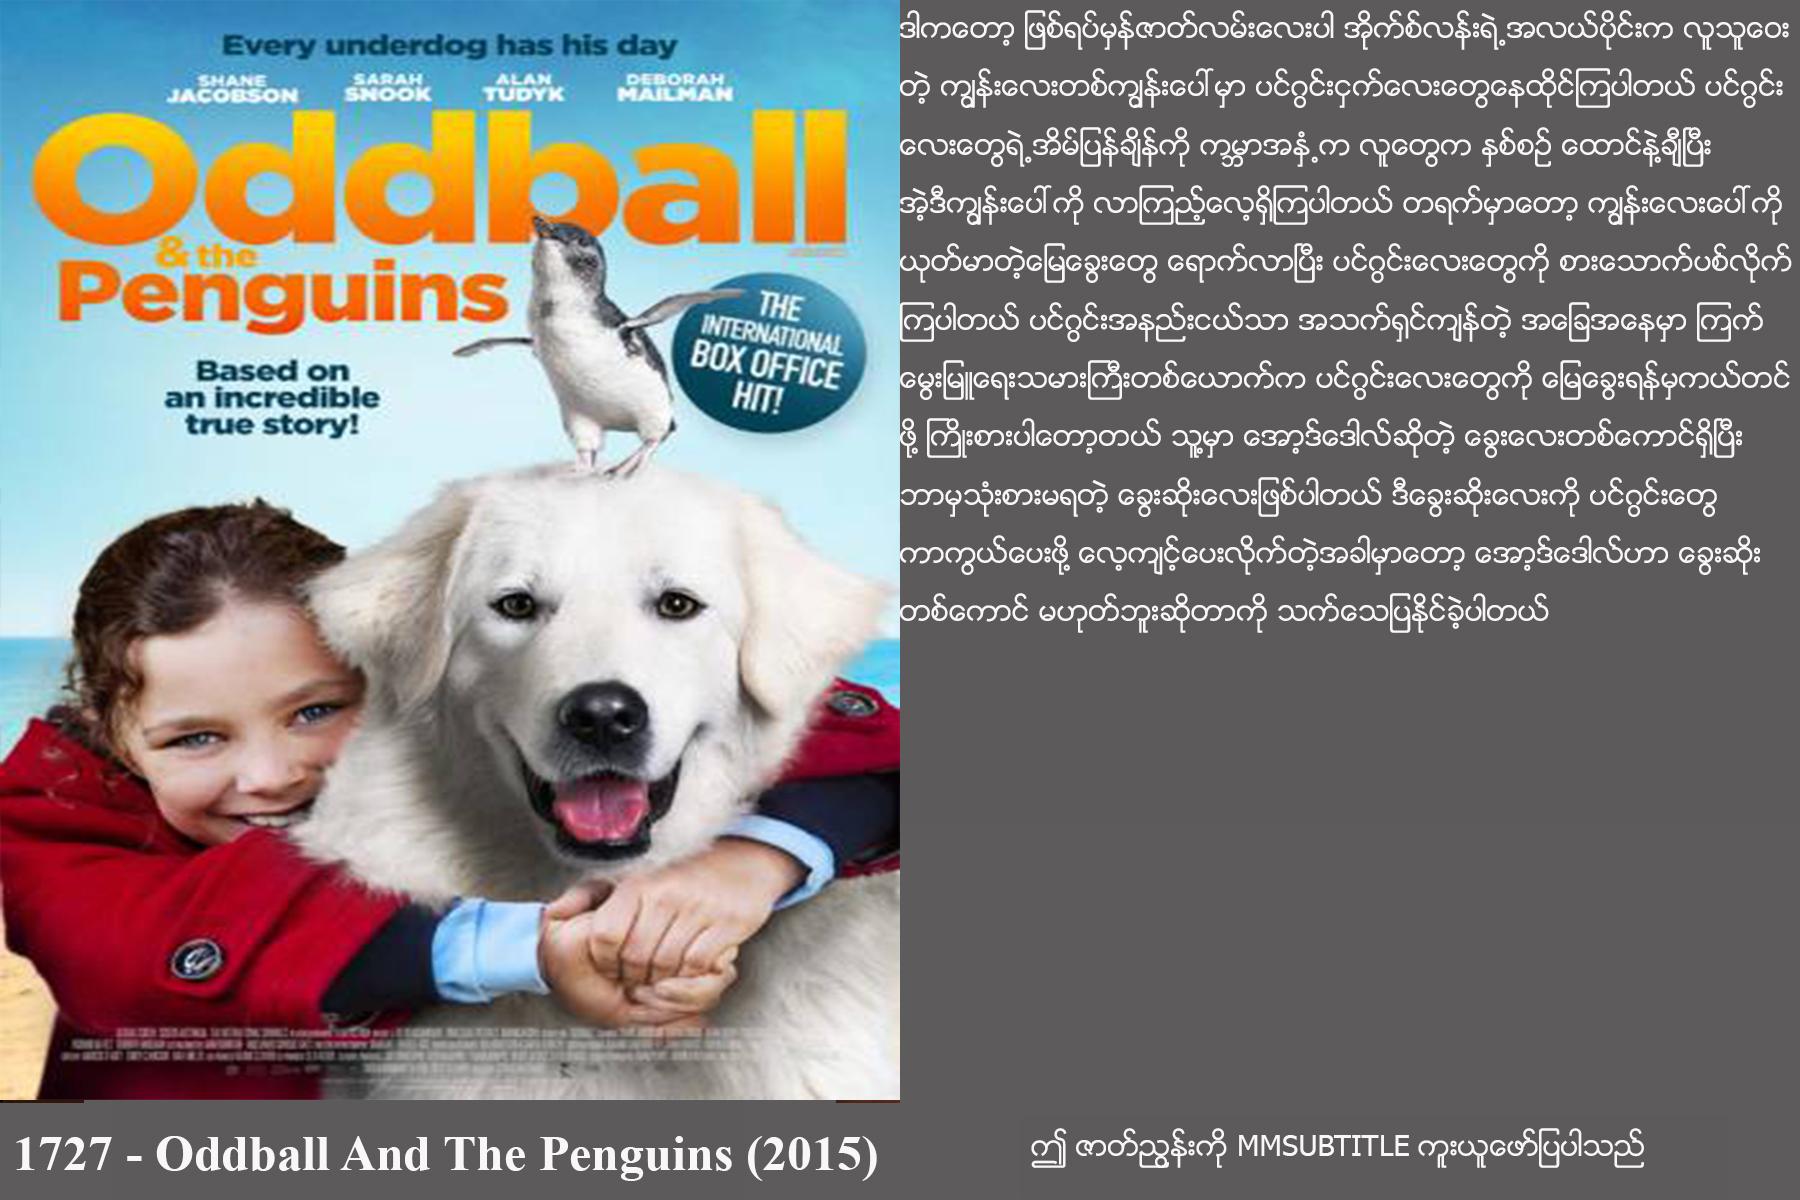 Every underdog has his day
SHANE JACOBSON SARAH SNOOK ALAN TUDYK DEBORAH MAILMAN
Oddball
& the
Penguins
THE
INTERNATIONAL
BOX OFFICE
HIT!
Based on
an incredible
true story!
1727 - Oddball And The Penguins (2015)
ဒါကတော့ ဖြစ်ရပ်မှန်ဇာတ်လမ်းလေးပါ အိုက်စ်လန်းရဲ့အလယ်ပိုင်းက လူသူဝေး
တဲ့ ကျွန်းလေးတစ်ကျွန်းပေါ်မှာ ပင်ဂွင်းငှက်လေးတွေနေထိုင်ကြပါတယ် ပင်ဂွင်း
လေးတွေရဲ့အိမ်ပြန်ချိန်ကို ကမ္ဘာအနှံ့က လူတွေက နှစ်စဉ် ထောင်နဲ့ချီပြီး
အဲ့ဒီကျွန်းပေါ်ကို လာကြည့်လေ့ရှိကြပါတယ် တရက်မှာတော့ ကျွန်းလေးပေါ်ကို
ယုတ်မာတဲ့မြေခွေးတွေ ရောက်လာပြီး ပင်ဂွင်းလေးတွေကို စားသောက်ပစ်လိုက်
ကြပါတယ် ပင်ဂွင်းအနည်းငယ်သာ အသက်ရှင်ကျန်တဲ့ အခြေအနေမှာ ကြက်
မွေးမြူရေးသမားကြီးတစ်ယောက်က ပင်ဂွင်းလေးတွေကို မြေခွေးရန်မှကယ်တင်
ဖို့ ကြိုးစားပါတော့တယ် သူ့မှာ အော့ဒ်ဒေါလ်ဆိုတဲ့ ခွေးလေးတစ်ကောင်ရှိပြီး
ဘာမှသုံးစားမရတဲ့ ခွေးဆိုးလေးဖြစ်ပါတယ် ဒီခွေးဆိုးလေးကို ပင်ဂွင်းတွေ
ကာကွယ်ပေးဖို့ လေ့ကျင့်ပေးလိုက်တဲ့အခါမှာတော့ အော့ဒ်ဒေါလ်ဟာ ခွေးဆိုး
တစ်ကောင် မဟုတ်ဘူးဆိုတာကို သက်သေပြနိုင်ခဲ့ပါတယ်
ဤ ဇာတ်ညွှန်းကို MMSUBTITLE ကူးယူဖော်ပြပါသည်